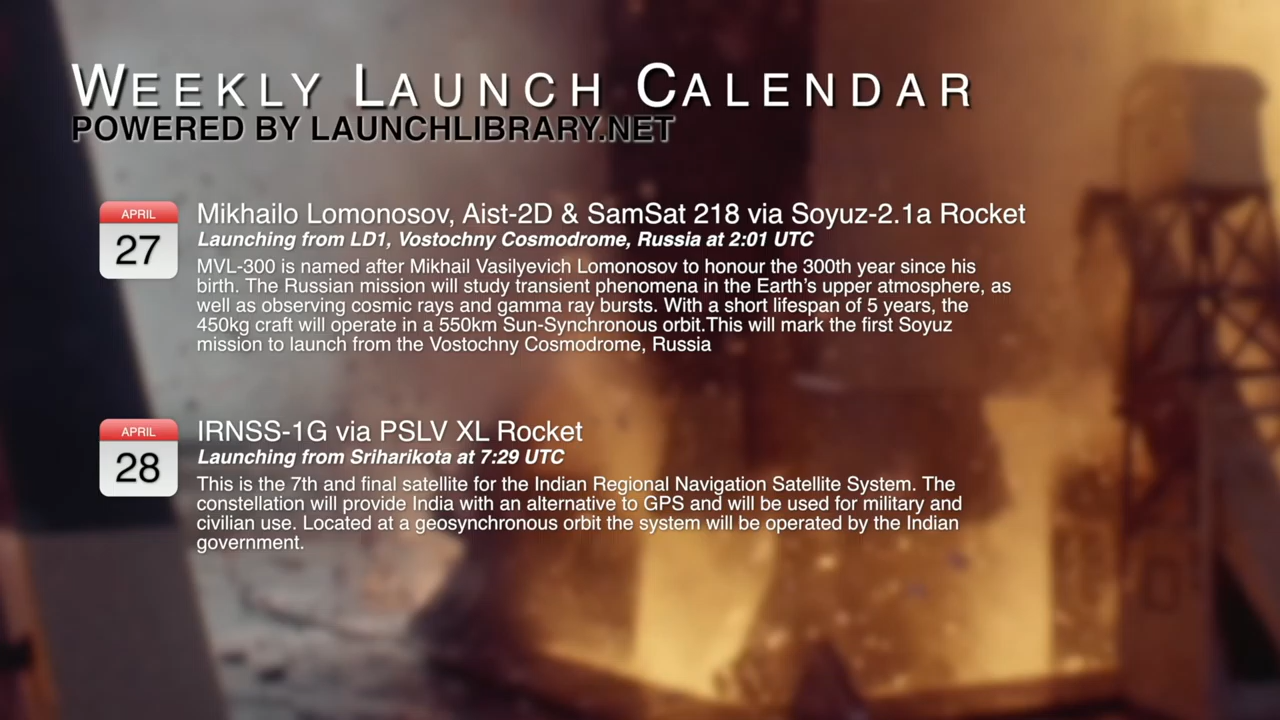 WEEKLY LAUNCH CALENDAR
POWERED BY LAUNCHLIBRARY.NET
APRIL
27
Mikhailo Lomonosov, Aist-2D & SamSat 218 via Soyuz-2.1a Rocket
Launching from LD1, Vostochny Cosmodrome, Russia at 2:01 UTC
MVL-300 is named after Mikhail Vasilyevich Lomonosov to honour the 300th year since his
birth. The Russian mission will study transient phenomena in the Earth's upper atmosphere, as
well as observing cosmic rays and gamma ray bursts. With a short lifespan of 5 years, the
450kg craft will operate in a 550km Sun-Synchronous orbit.This will mark the first Soyuz
mission to launch from the Vostochny Cosmodrome, Russia
APRIL
28
IRNSS-1G via PSLV XL Rocket
Launching from Sriharikota at 7:29 UTC
This is the 7th and final satellite for the Indian Regional Navigation Satellite System. The
constellation will provide India with an alternative to GPS and will be used for military and
civilian use. Located at a geosynchronous orbit the system will be operated by the Indian
government.